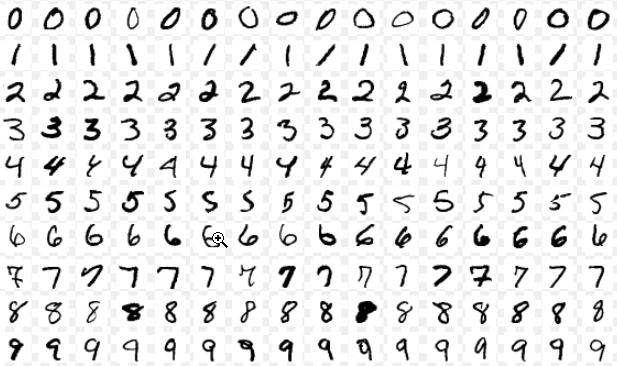 0 0 0 0 0 0 0 0 0 0 0 0 0 0 0 0
1 1 1 1 1 1 1 1 1 1 1 1 1 1 1 1
2 2 2 2 2 2 2 2 2 2 2 2 2 2 2 2
3 3 3 3 3 3 3 3 3 3 3 3 3 3 3 3
4 4 4 4 4 4 4 4 4 4 4 4 4 4 4 4
5 5 5 5 5 5 5 5 5 5 5 5 5 5 5 5
6 6 6 6 6 6 6 6 6 6 6 6 6 6 6 6
7 7 7 7 7 7 7 7 7 7 7 7 7 7 7 7
8 8 8 8 8 8 8 8 8 8 8 8 8 8 8 8
9 9 9 9 9 9 9 9 9 9 9 9 9 9 9 9